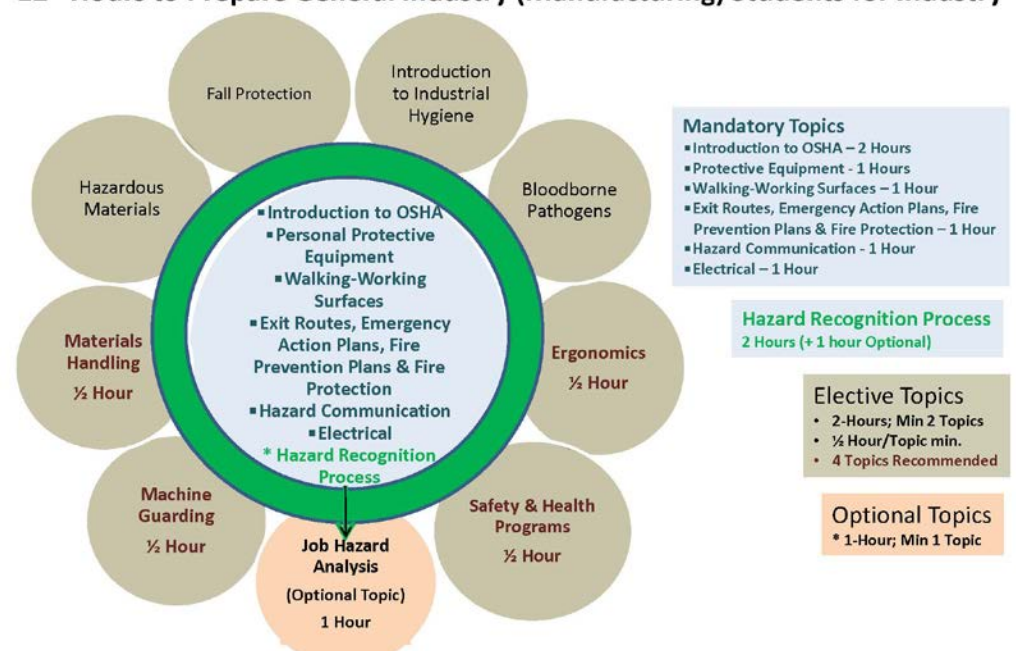 Fall Protection
Introduction
to Industrial
Hygiene
Hazardous
Materials
Bloodborne
Pathogens
Materials
Handling
½ Hour
Ergonomics
½ Hour
Machine
Guarding
½ Hour
Safety & Health
Programs
½ Hour
▪Introduction to OSHA
▪Personal Protective
Equipment
▪Walking-Working
Surfaces
▪Exit Routes, Emergency
Action Plans, Fire
Prevention Plans & Fire
Protection
▪Hazard Communication
▪Electrical
* Hazard Recognition
Process
Job Hazard
Analysis
(Optional Topic)
1 Hour
Mandatory Topics
▪Introduction to OSHA – 2 Hours
▪Protective Equipment - 1 Hours
▪Walking-Working Surfaces – 1 Hour
▪Exit Routes, Emergency Action Plans, Fire
Prevention Plans & Fire Protection – 1 Hour
▪Hazard Communication - 1 Hour
▪Electrical – 1 Hour
Hazard Recognition Process
2 Hours (+ 1 hour Optional)
Elective Topics
• 2-Hours; Min 2 Topics
• ½ Hour/Topic min.
• 4 Topics Recommended
Optional Topics
* 1-Hour; Min 1 Topic